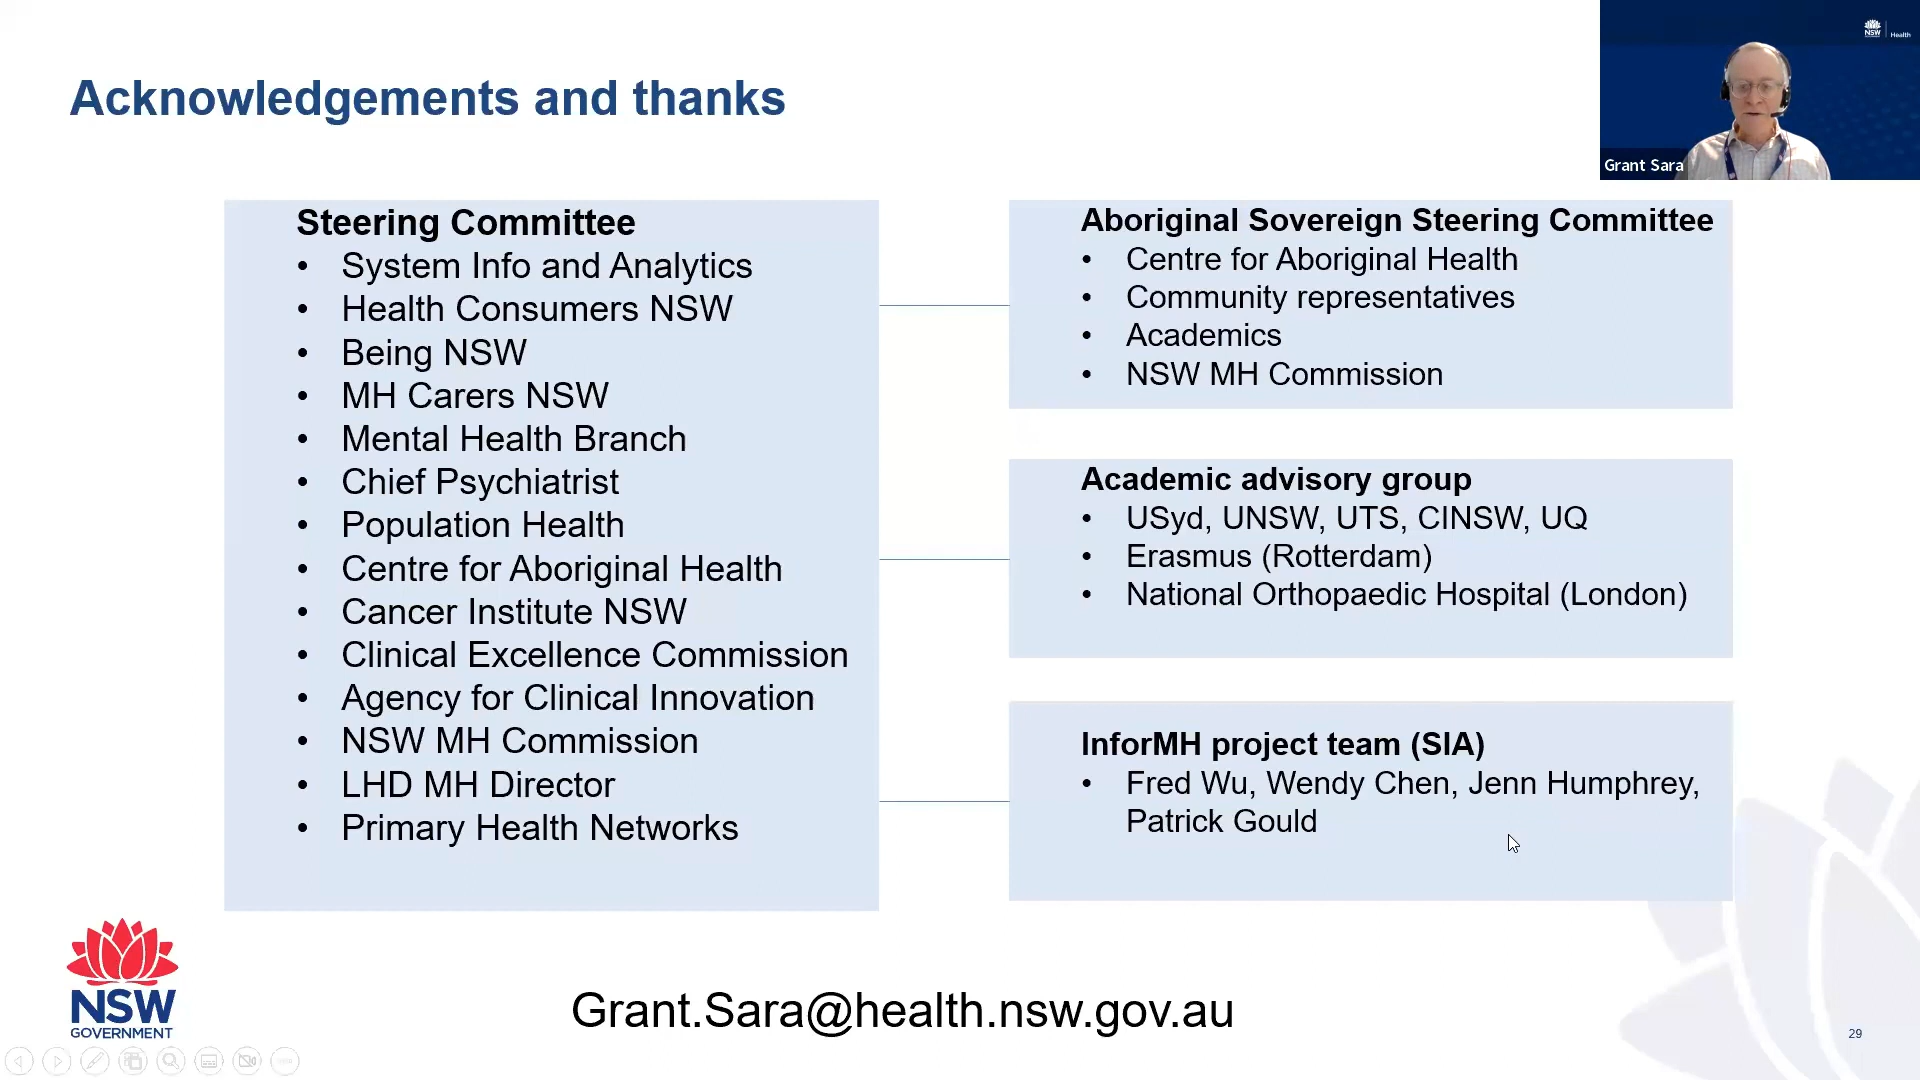 Acknowledgements and thanks
NSW
Health
Grant Sara
Steering Committee
• System Info and Analytics
• Health Consumers NSW
• Being NSW
• MH Carers NSW
• Mental Health Branch
• Chief Psychiatrist
• Population Health
• Centre for Aboriginal Health
• Cancer Institute NSW
• Clinical Excellence Commission
• Agency for Clinical Innovation
• NSW MH Commission
• LHD MH Director
• Primary Health Networks
Aboriginal Sovereign Steering Committee
• Centre for Aboriginal Health
• Community representatives
• Academics
• NSW MH Commission
Academic advisory group
• USyd, UNSW, UTS, CINSW, UQ
• Erasmus (Rotterdam)
• National Orthopaedic Hospital (London)
InforMH project team (SIA)
• Fred Wu, Wendy Chen, Jenn Humphrey,
Patrick Gould
NSW
GOVERNMENT
Grant.Sara@health.nsw.gov.au
29